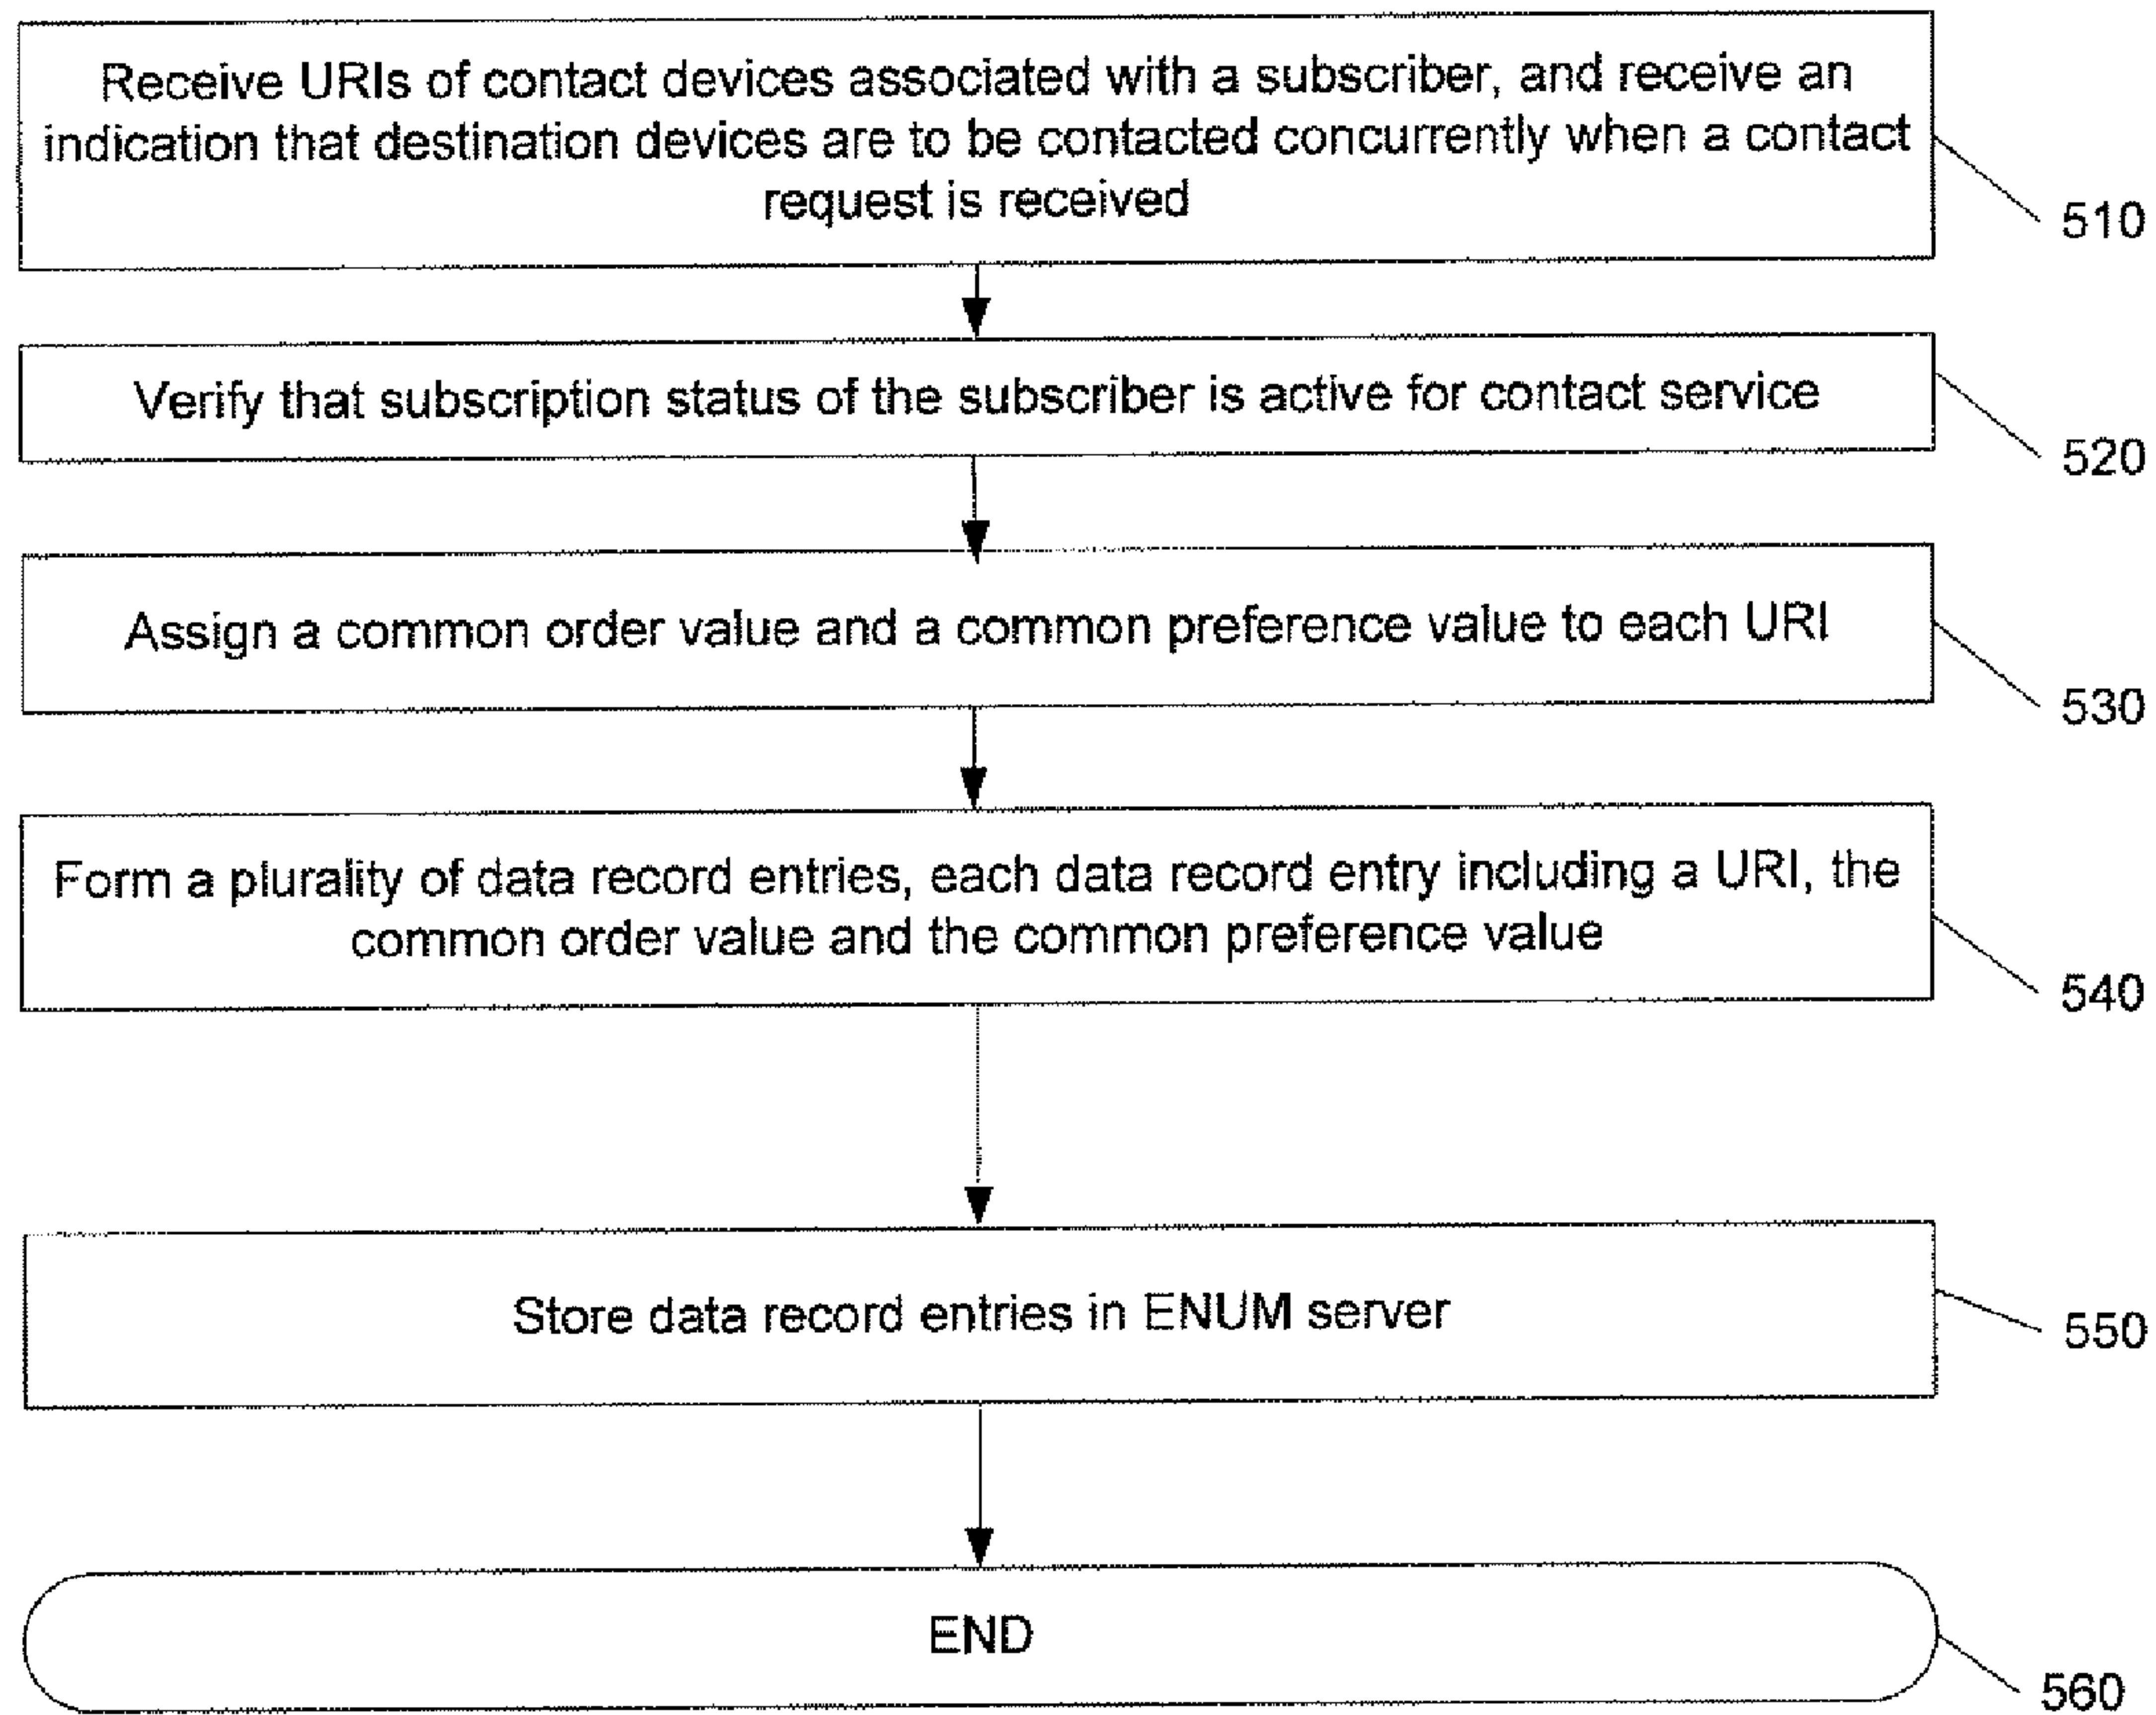 Receive URIs of contact devices associated with a subscriber, and receive an
indication that destination devices are to be contacted concurrently when a contact
request is received
510
Verify that subscription status of the subscriber is active for contact service
520
Assign a common order value and a common preference value to each URI
530
Form a plurality of data record entries, each data record entry including a URI, the
common order value and the common preference value
540
Store data record entries in ENUM server
550
END
560